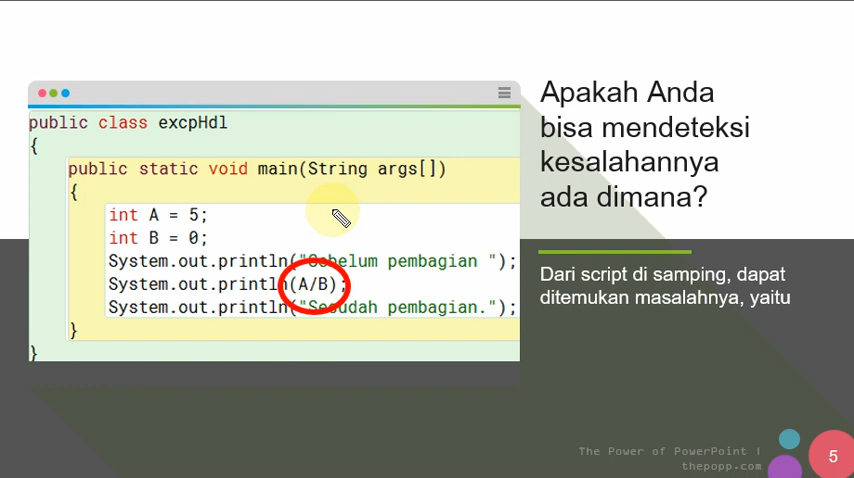 public class excpHdl
{
public static void main(String args[])
{
int A = 5;
int B = 0;
System.out.println("Sebelum pembagian ");
System.out.println(A/B);
System.out.println("Sesudah pembagian.");
}
}
Apakah Anda
bisa mendeteksi
kesalahannya
ada dimana?
Dari script di samping, dapat
ditemukan masalahnya, yaitu
The Power of PowerPoint |
thepopp.com
5